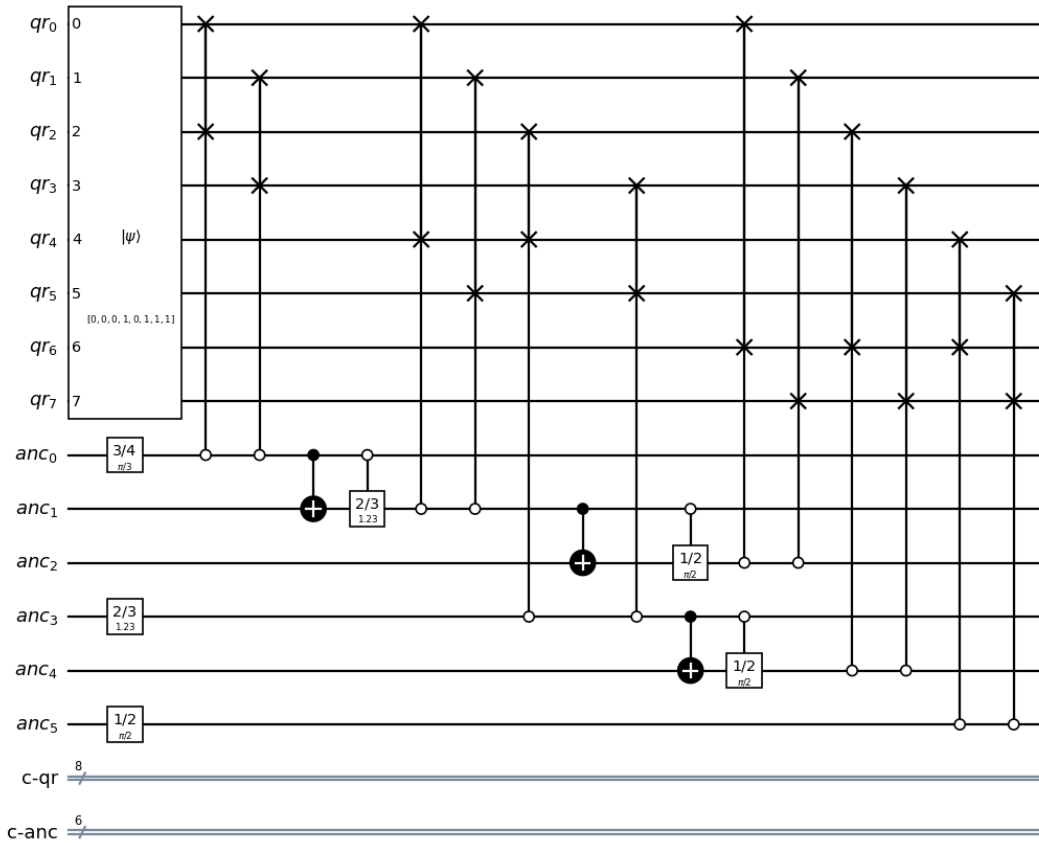 qr0 0
qr1 1
qr2 2
qr3 3
qr4 4 |ψ⟩
qr5 5
[0,0,0,1,0,1,1,1]
qr6 6
qr7 7
anc0 3/4
π/3
anc1 2/3
1.23
anc2 1/2
π/2
anc3 2/3
1.23
anc4 1/2
π/2
anc5 1/2
π/2
c-qr 8
c-anc 6